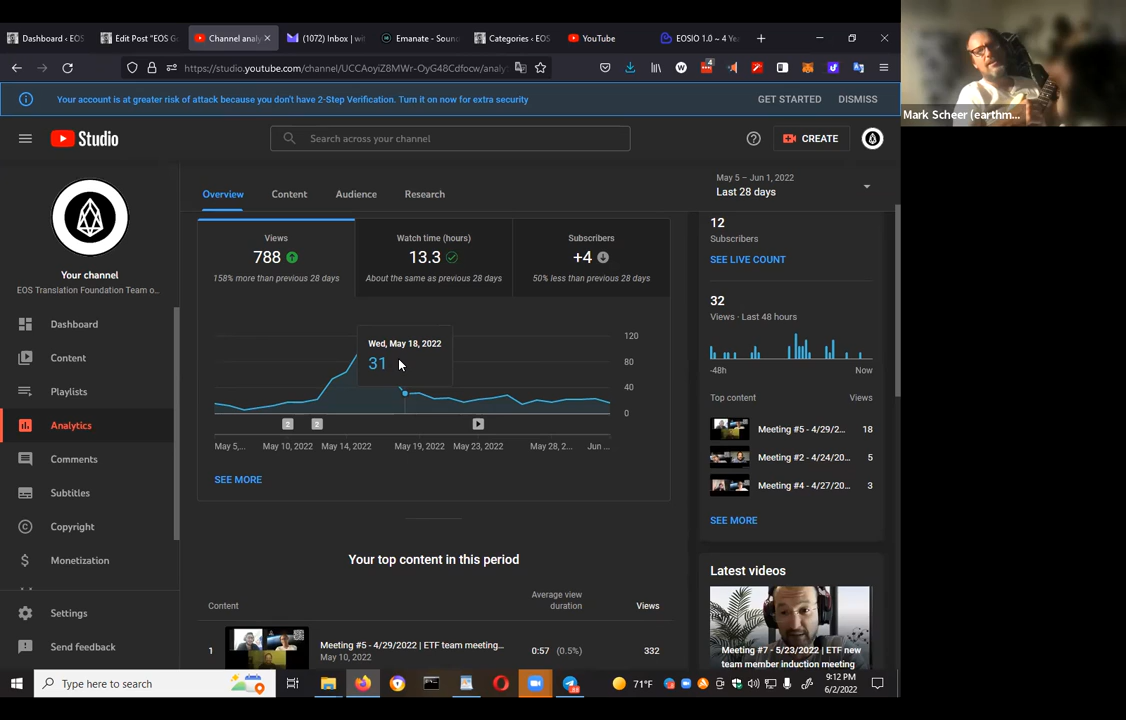 Dashboard ‹ EOS
Edit Post "EOS G
Channel analy
(1072) Inbox | wi
Emanate - Soun
Categories ‹ EOS
YouTube
EOSIO 1.0 ~ 4 Ye
https://studio.youtube.com/channel/UCCAoyiZ8MWr-OyG48Cdfocw/analy
4
Mark Scheer (earthm...
Your account is at greater risk of attack because you don't have 2-Step Verification. Turn it on now for extra security
GET STARTED
DISMISS
Studio
Search across your channel
CREATE
Overview
Content
Audience
Research
May 5 – Jun 1, 2022
Last 28 days
Your channel
EOS Translation Foundation Team o...
Dashboard
Content
Playlists
Analytics
Comments
Subtitles
Copyright
Monetization
Settings
Send feedback
Views
788
158% more than previous 28 days
Watch time (hours)
13.3
About the same as previous 28 days
Subscribers
+4
50% less than previous 28 days
Wed, May 18, 2022
31
120
80
40
0
2
2
May 5,...
May 10, 2022
May 14, 2022
May 19, 2022
May 23, 2022
May 28, 2...
Jun ...
SEE MORE
Your top content in this period
Content
Average view
duration
Views
1
Meeting #5 - 4/29/2022 | ETF team meeting...
May 10, 2022
0:57 (0.5%)
332
12
Subscribers
SEE LIVE COUNT
32
Views · Last 48 hours
-48h
Now
Top content
Views
Meeting #5 - 4/29/2...
18
Meeting #2 - 4/24/20...
5
Meeting #4 - 4/27/20...
3
SEE MORE
Latest videos
Meeting #7 - 5/23/2022 | ETF new
team member induction meeting
Type here to search
71°F
9:12 PM
6/2/2022